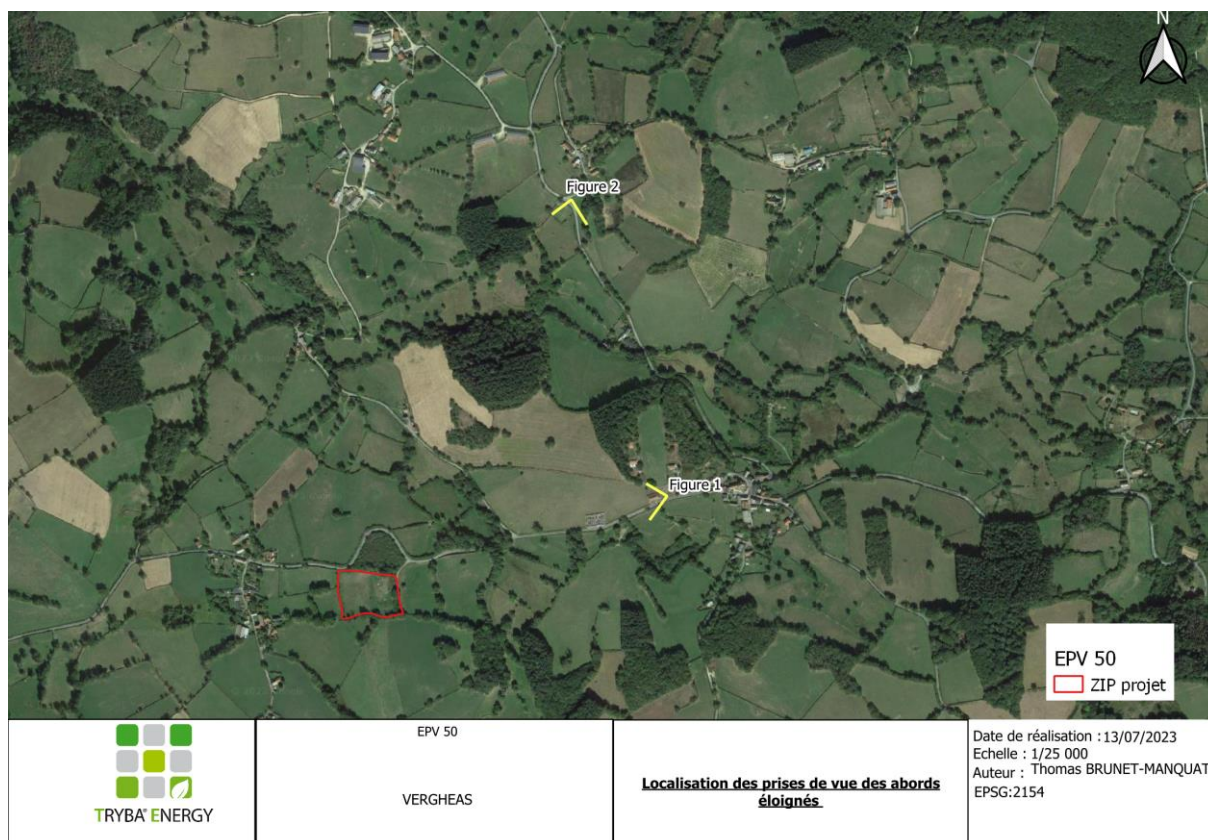 N
Figure 2
Figure 1
EPV 50
ZIP projet
TRYBA® ENERGY
EPV 50
VERGHEAS
Localisation des prises de vue des abords
éloignés
Date de réalisation : 13/07/2023
Echelle : 1/25 000
Auteur : Thomas BRUNET-MANQUAT
EPSG:2154